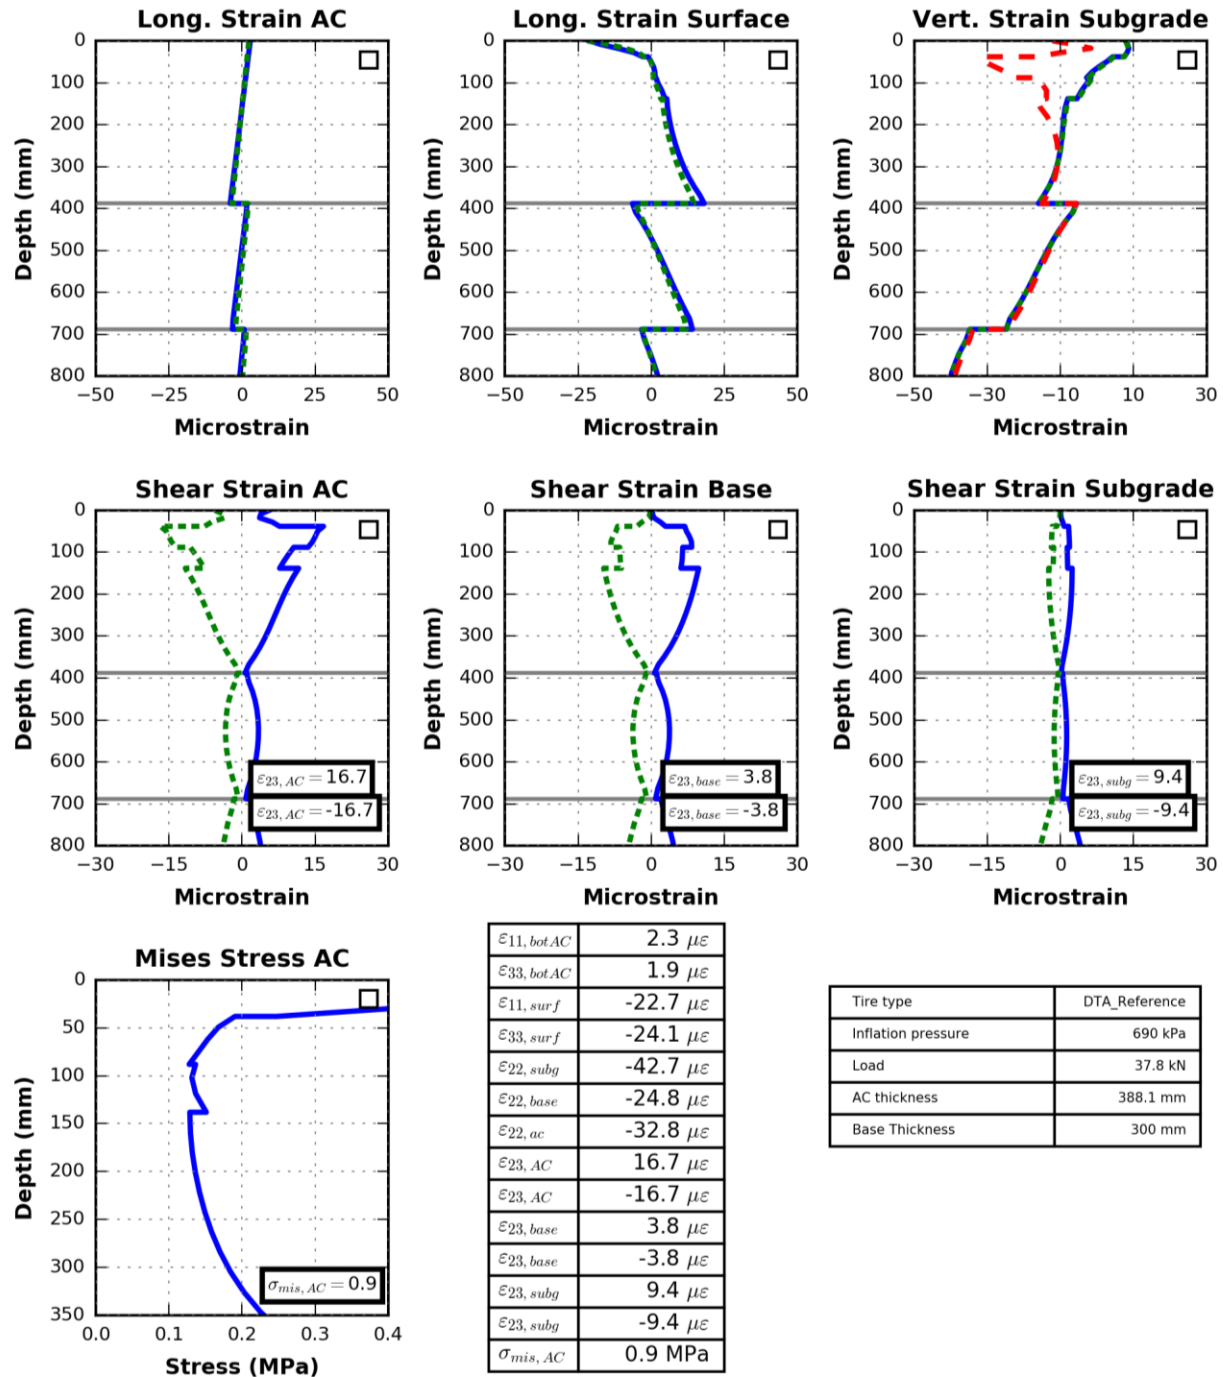 Long. Strain AC
Long. Strain Surface
Vert. Strain Subgrade
0
100
200
300
400
500
600
700
800
Depth (mm)
−50 −25 0 25 50
Microstrain
0
100
200
300
400
500
600
700
800
Depth (mm)
−50 −25 0 25 50
Microstrain
0
100
200
300
400
500
600
700
800
Depth (mm)
−50 −30 −10 10 30
Microstrain
Shear Strain AC
Shear Strain Base
Shear Strain Subgrade
0
100
200
300
400
500
600
700
800
Depth (mm)
ε23, AC = 16.7
ε23, AC = -16.7
−30 −15 0 15 30
Microstrain
0
100
200
300
400
500
600
700
800
Depth (mm)
ε23, base = 3.8
ε23, base = -3.8
−30 −15 0 15 30
Microstrain
0
100
200
300
400
500
600
700
800
Depth (mm)
ε23, subg = 9.4
ε23, subg = -9.4
−30 −15 0 15 30
Microstrain
Mises Stress AC
0
50
100
150
200
250
300
350
Depth (mm)
σmis, AC = 0.9
0.0 0.1 0.2 0.3 0.4
Stress (MPa)
ε11, botAC 2.3 με
ε33, botAC 1.9 με
ε11, surf -22.7 με
ε33, surf -24.1 με
ε22, subg -42.7 με
ε22, base -24.8 με
ε22, ac -32.8 με
ε23, AC 16.7 με
ε23, AC -16.7 με
ε23, base 3.8 με
ε23, base -3.8 με
ε23, subg 9.4 με
ε23, subg -9.4 με
σmis, AC 0.9 MPa
Tire type DTA_Reference
Inflation pressure 690 kPa
Load 37.8 kN
AC thickness 388.1 mm
Base Thickness 300 mm